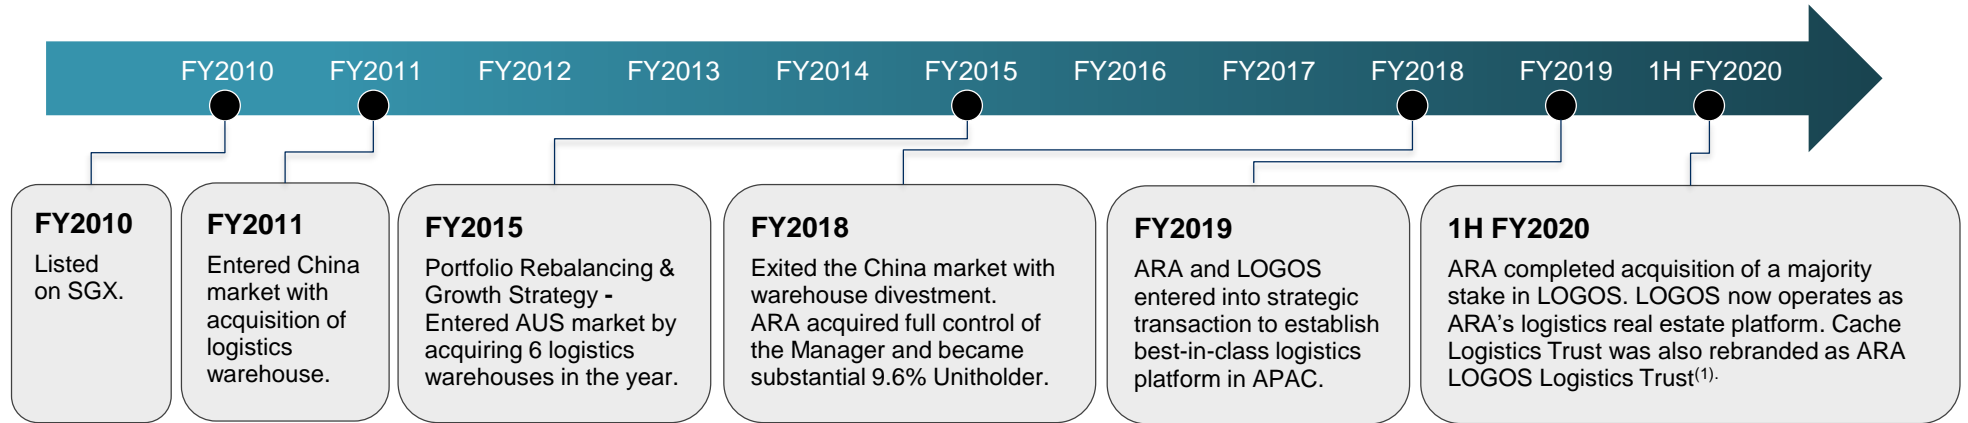 FY2010 FY2011 FY2012 FY2013 FY2014 FY2015 FY2016 FY2017 FY2018 FY2019 1H FY2020
FY2010
Listed
on SGX.
FY2011
Entered China
market with
acquisition of
logistics
warehouse.
FY2015
Portfolio Rebalancing &
Growth Strategy -
Entered AUS market by
acquiring 6 logistics
warehouses in the year.
FY2018
Exited the China market with
warehouse divestment.
ARA acquired full control of
the Manager and became
substantial 9.6% Unitholder.
FY2019
ARA and LOGOS
entered into strategic
transaction to establish
best-in-class logistics
platform in APAC.
1H FY2020
ARA completed acquisition of a majority
stake in LOGOS. LOGOS now operates as
ARA’s logistics real estate platform. Cache
Logistics Trust was also rebranded as ARA
LOGOS Logistics Trust(1).